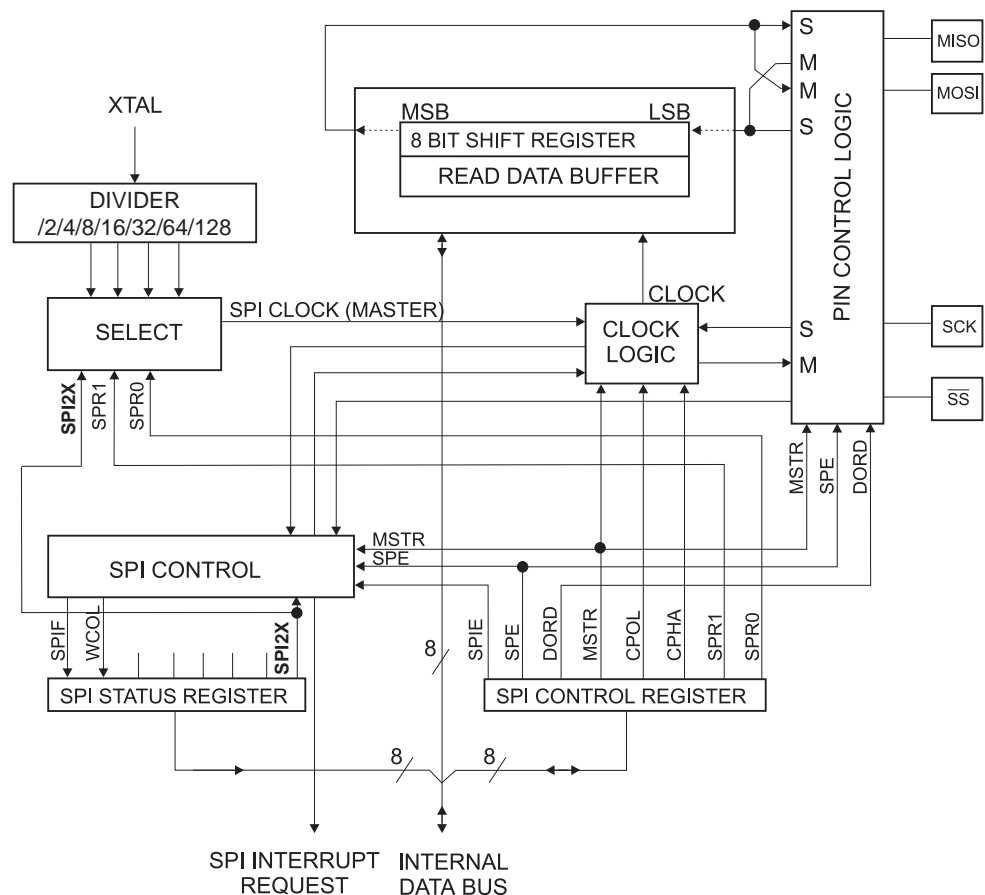 S
MISO
M
M
MOSI
S
PIN CONTROL LOGIC
MSB
LSB
8 BIT SHIFT REGISTER
READ DATA BUFFER
XTAL
DIVIDER
/2/4/8/16/32/64/128
SELECT
SPI CLOCK (MASTER)
CLOCK
CLOCK
LOGIC
S
M
SCK
SS
SPI2X
SPR1
SPR0
MSTR
SPE
DORD
SPI CONTROL
MSTR
SPE
SPIF
WCOL
SPI2X
SPIE
SPE
DORD
MSTR
CPOL
CPHA
SPR1
SPR0
8
SPI STATUS REGISTER
SPI CONTROL REGISTER
8
8
SPI INTERRUPT
REQUEST
INTERNAL
DATA BUS